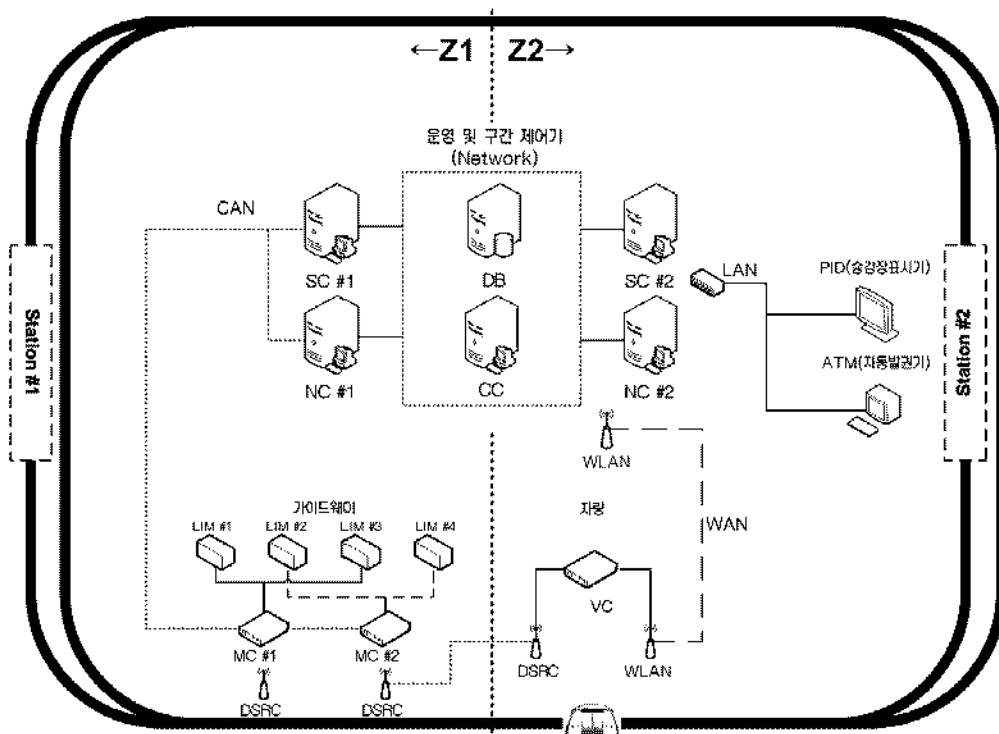 ←Z1 Z2→
운영 및 구간 제어기
(Network)
CAN
SC #1
DB
SC #2
LAN
PID(승강장표시기)
NC #1
CC
NC #2
ATM(자동발권기)
Station #1
Station #2
WLAN
가이드웨이
차량
WAN
LIM #1
LIM #2
LIM #3
LIM #4
VC
MC #1
MC #2
DSRC
WLAN
DSRC
DSRC